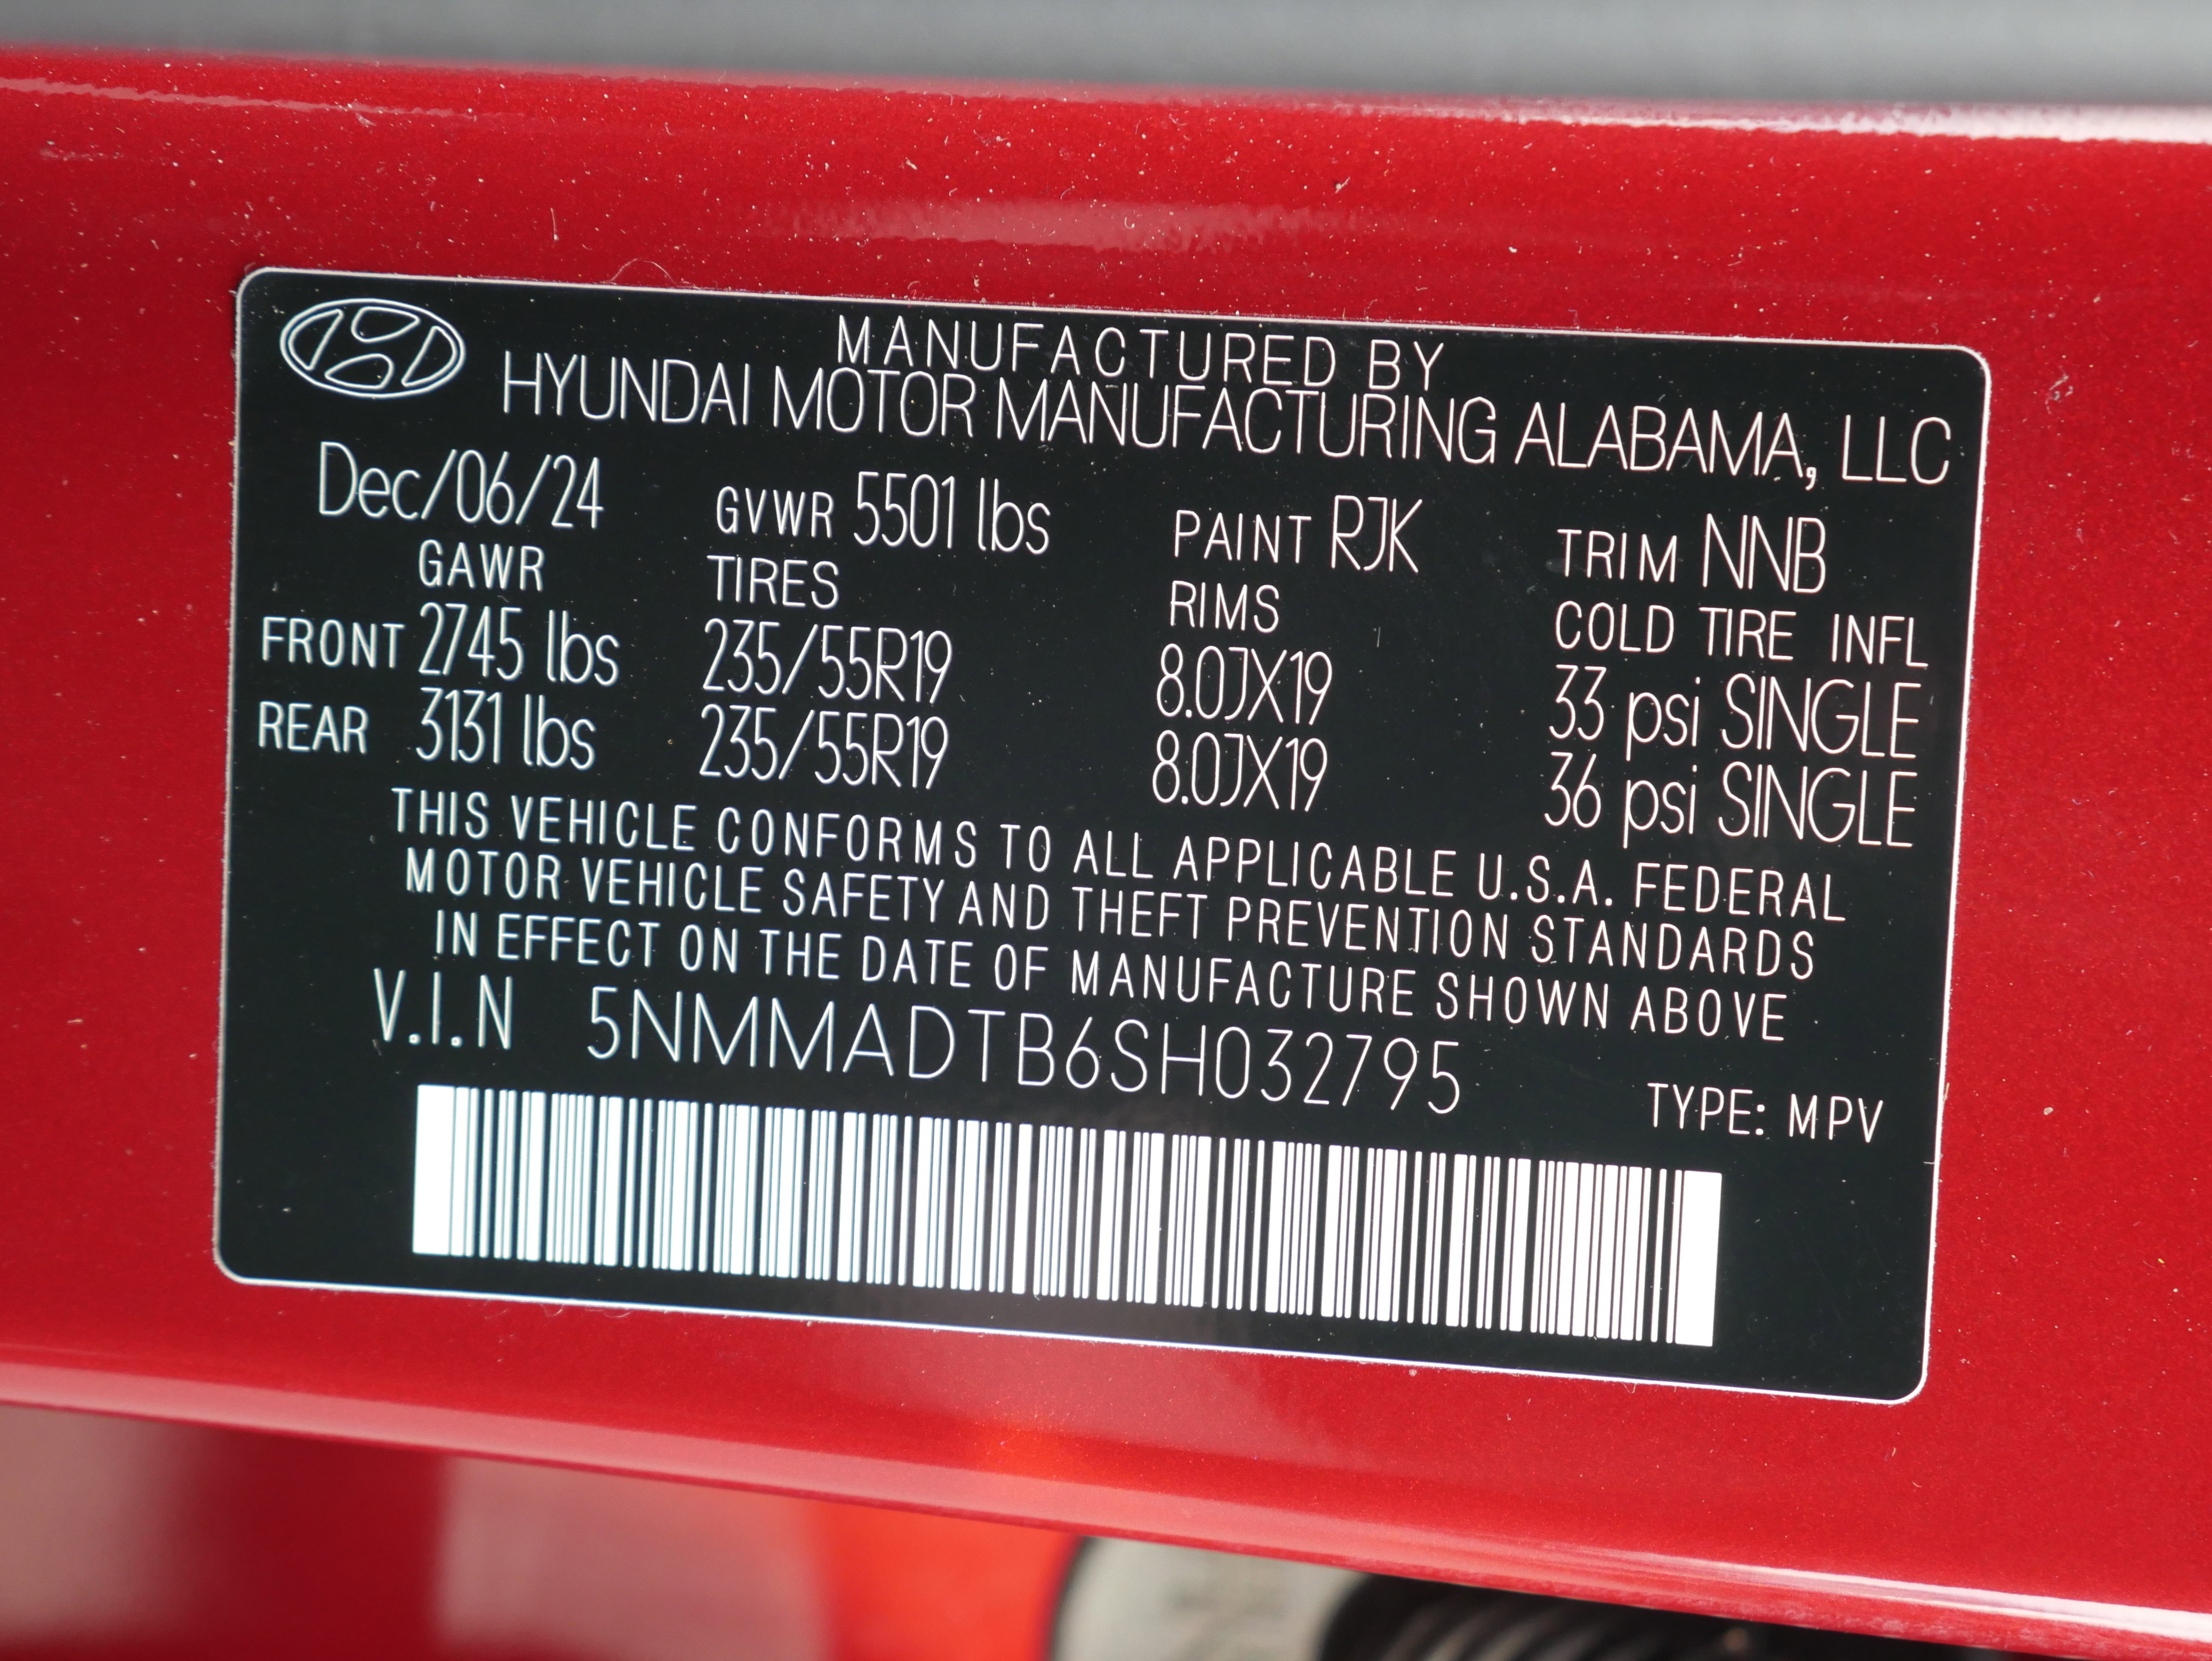 MANUFACTURED BY
HYUNDAI MOTOR MANUFACTURING ALABAMA, LLC
Dec/06/24 GVWR 5501 lbs PAINT RJK TRIM NNB
GAWR TIRES RIMS COLD TIRE INFL
FRONT 2745 lbs 235/55R19 8.0JX19 33 psi SINGLE
REAR 3131 lbs 235/55R19 8.0JX19 36 psi SINGLE
THIS VEHICLE CONFORMS TO ALL APPLICABLE U.S.A. FEDERAL
MOTOR VEHICLE SAFETY AND THEFT PREVENTION STANDARDS
IN EFFECT ON THE DATE OF MANUFACTURE SHOWN ABOVE
V.I.N 5NMMADTB6SH032795
TYPE: MPV